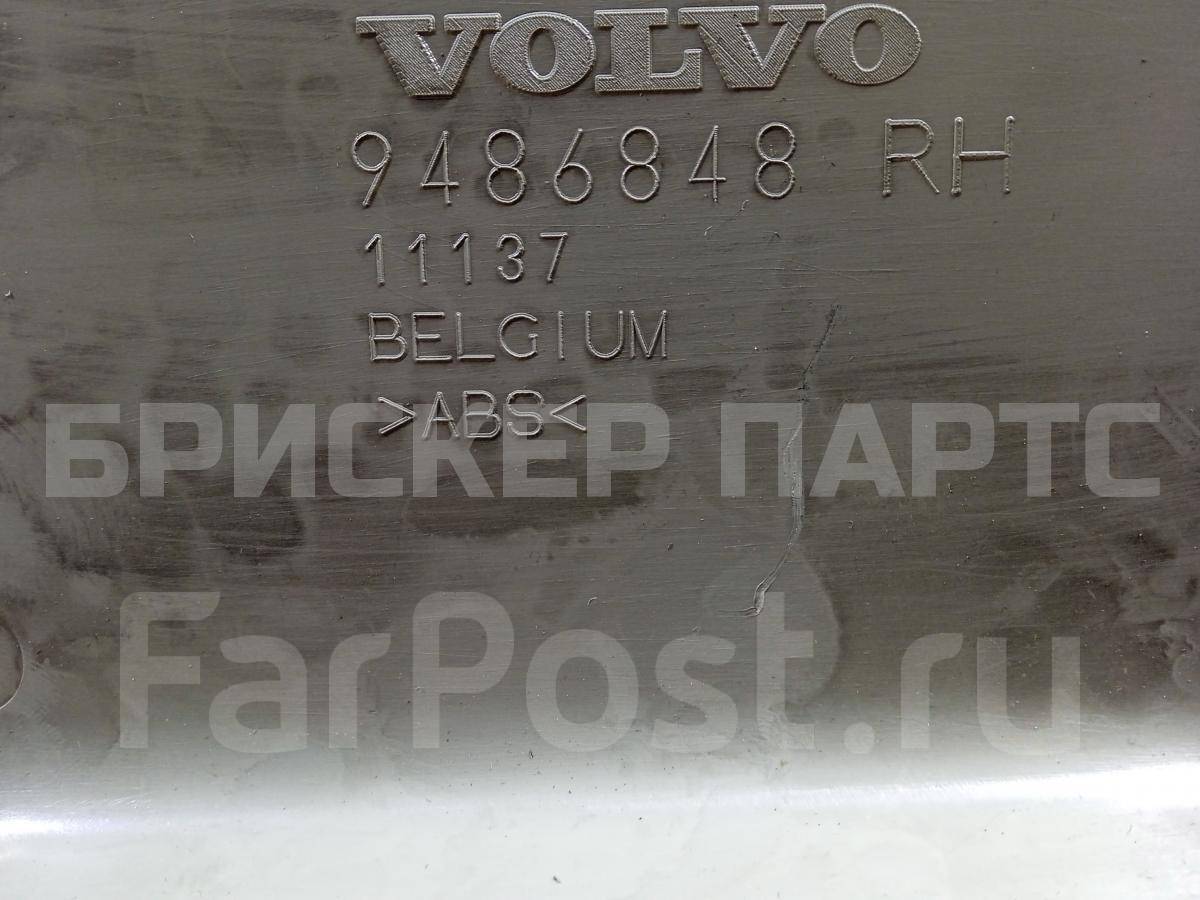 VOLVO
9486848 RH
11137
BELGIUM
>ABS<
БРИСКЕР ПАРТС
FarPost.ru